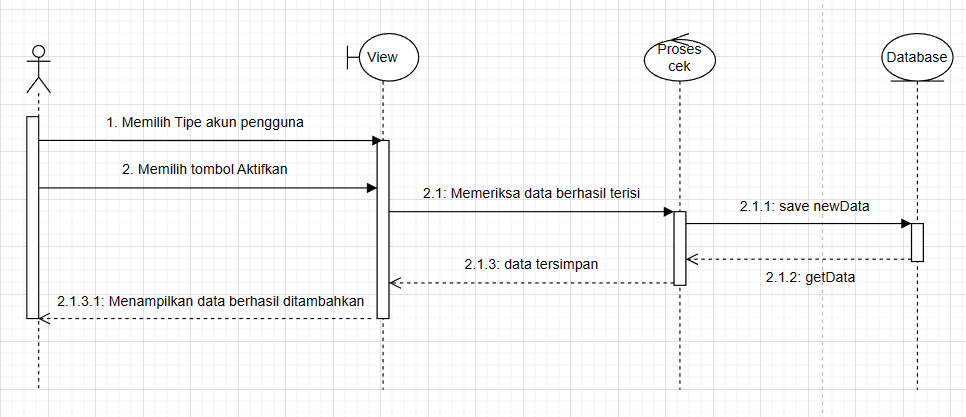 View
Proses
cek
Database
1. Memilih Tipe akun pengguna
2. Memilih tombol Aktifkan
2.1: Memeriksa data berhasil terisi
2.1.1: save newData
2.1.3: data tersimpan
2.1.2: getData
2.1.3.1: Menampilkan data berhasil ditambahkan